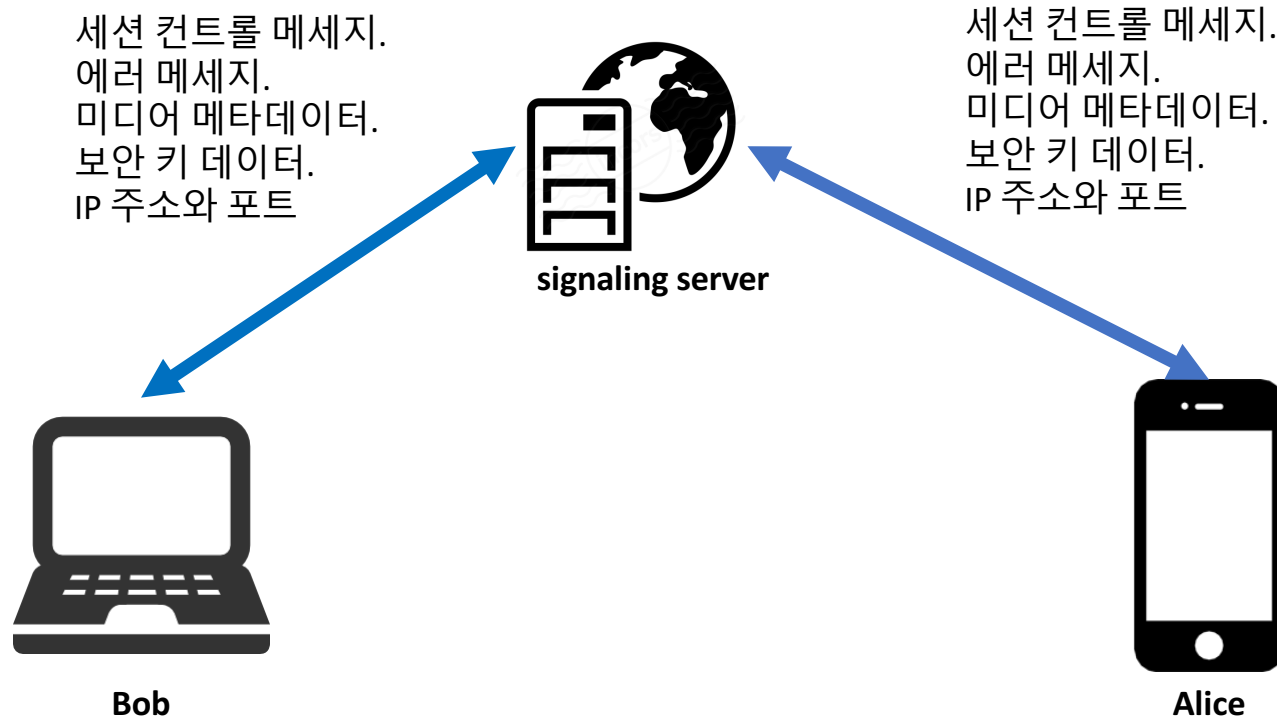 세션 컨트롤 메세지.
에러 메세지.
미디어 메타데이터.
보안 키 데이터.
IP 주소와 포트
세션 컨트롤 메세지.
에러 메세지.
미디어 메타데이터.
보안 키 데이터.
IP 주소와 포트
signaling server
Bob
Alice